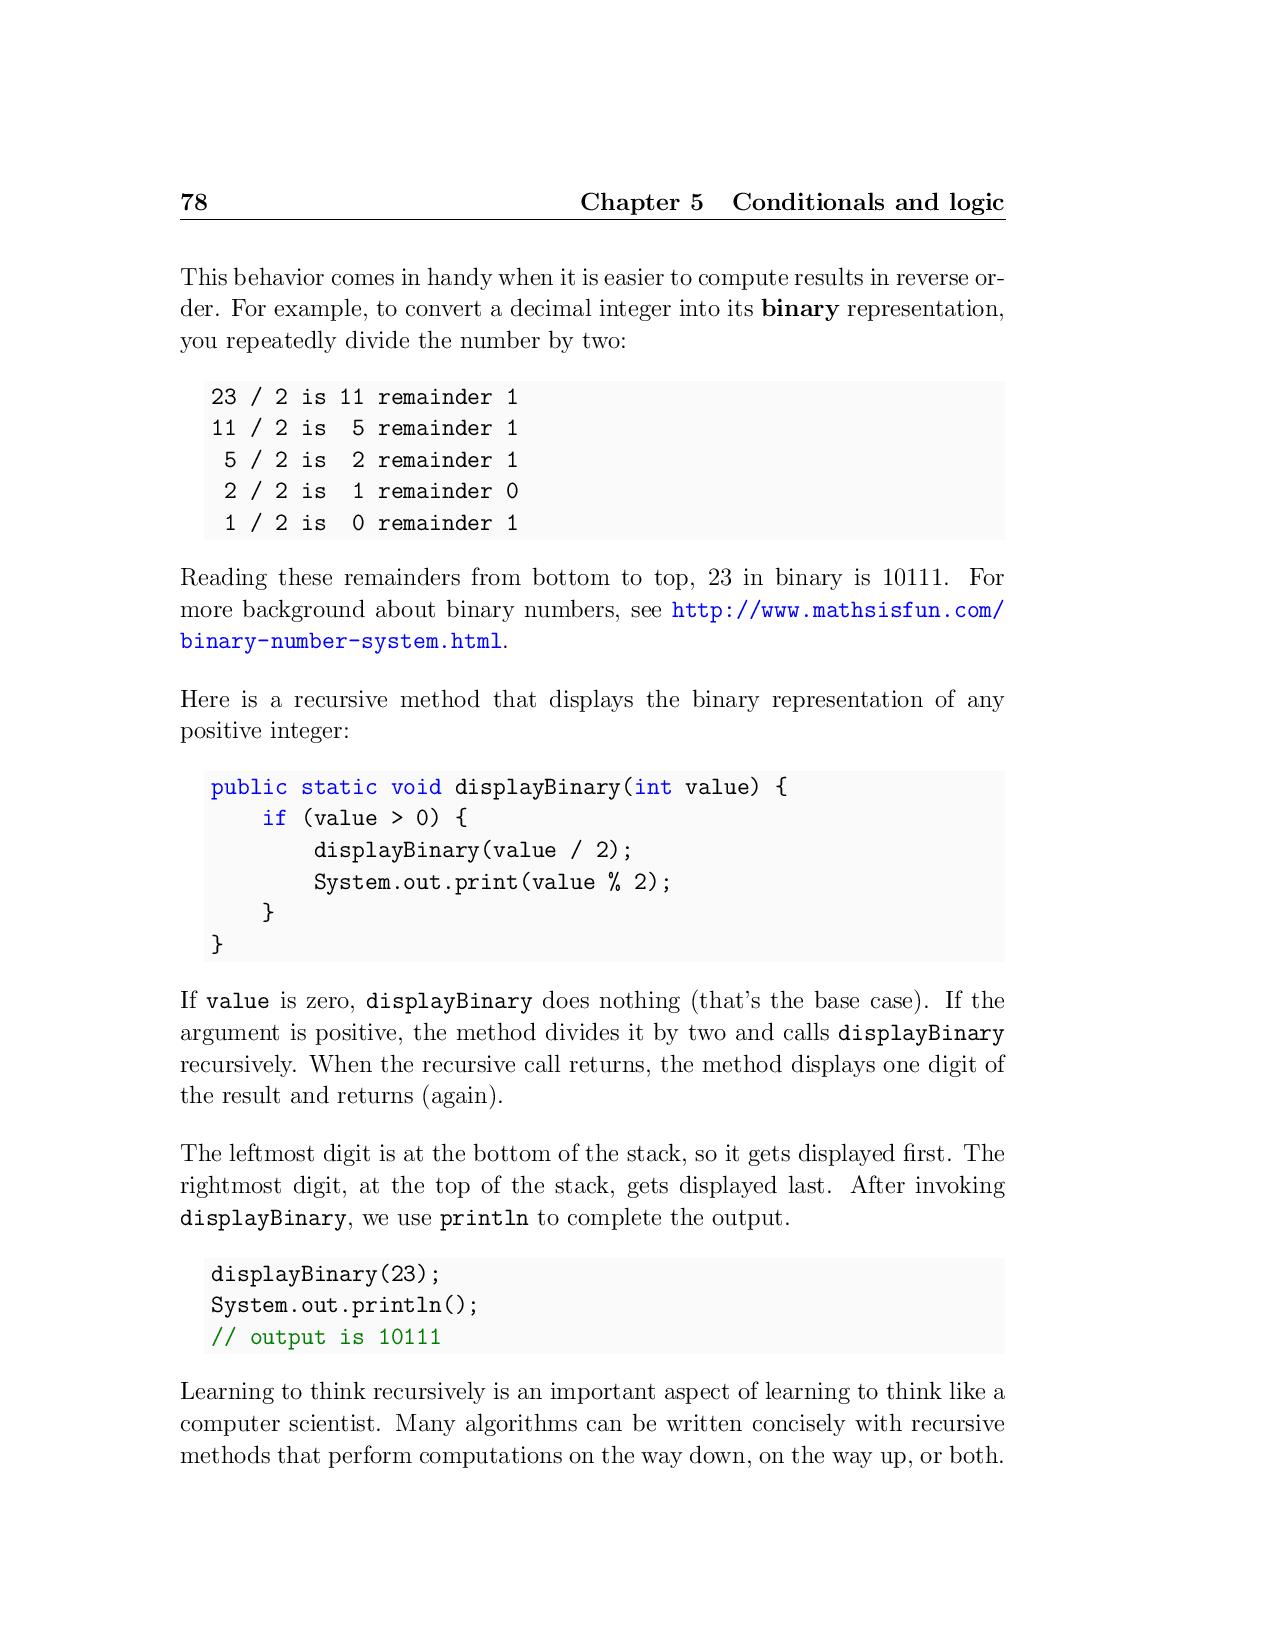 78 Chapter 5 Conditionals and logic
This behavior comes in handy when it is easier to compute results in reverse or-
der. For example, to convert a decimal integer into its binary representation,
you repeatedly divide the number by two:
23 / 2 is 11 remainder 1
11 / 2 is  5 remainder 1
 5 / 2 is  2 remainder 1
 2 / 2 is  1 remainder 0
 1 / 2 is  0 remainder 1
Reading these remainders from bottom to top, 23 in binary is 10111. For
more background about binary numbers, see http://www.mathsisfun.com/
binary-number-system.html.
Here is a recursive method that displays the binary representation of any
positive integer:
public static void displayBinary(int value) {
    if (value > 0) {
        displayBinary(value / 2);
        System.out.print(value % 2);
    }
}
If value is zero, displayBinary does nothing (that's the base case). If the
argument is positive, the method divides it by two and calls displayBinary
recursively. When the recursive call returns, the method displays one digit of
the result and returns (again).
The leftmost digit is at the bottom of the stack, so it gets displayed first. The
rightmost digit, at the top of the stack, gets displayed last. After invoking
displayBinary, we use println to complete the output.
displayBinary(23);
System.out.println();
// output is 10111
Learning to think recursively is an important aspect of learning to think like a
computer scientist. Many algorithms can be written concisely with recursive
methods that perform computations on the way down, on the way up, or both.